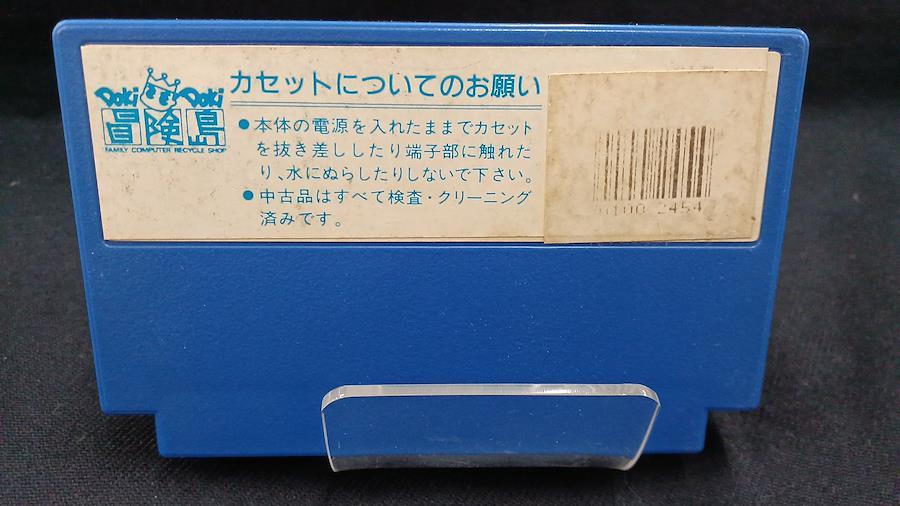 Doki Doki
冒険島
FAMILY COMPUTER RECYCLE SHOP
カセットについてのお願い
●本体の電源を入れたままでカセット
を抜き差ししたり端子部に触れた
り、水にぬらしたりしないで下さい。
●中古品はすべて検査・クリーニング
済みです。
2454